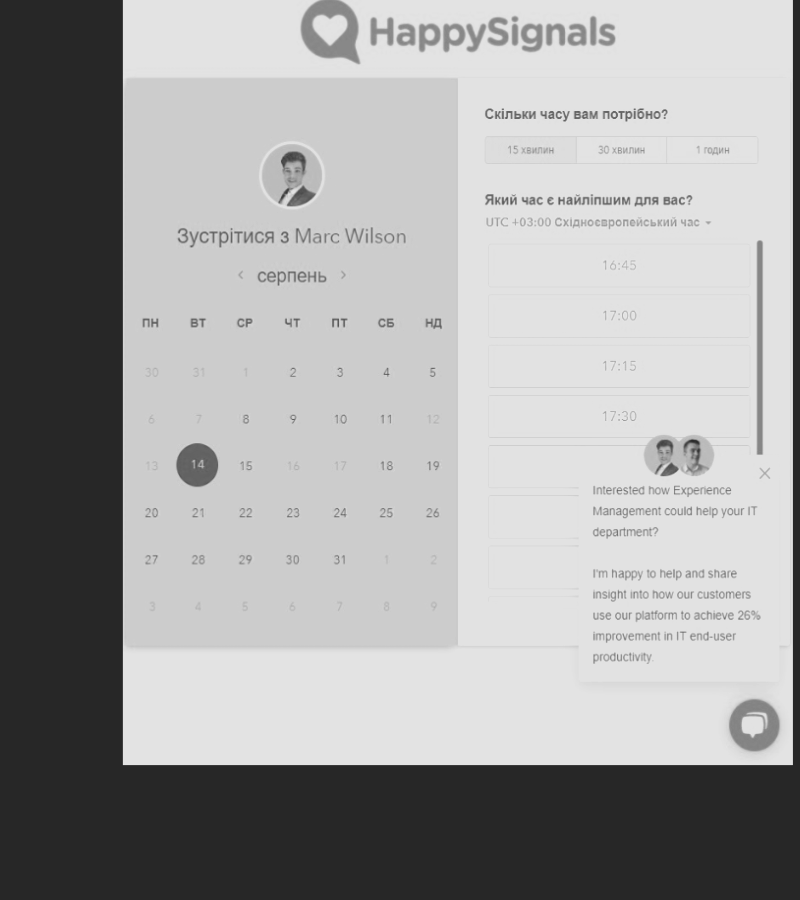 HappySignals
Зустрітися з Marc Wilson
‹ серпень ›
ПН ВТ СР ЧТ ПТ СБ НД
30 31 1 2 3 4 5
6 7 8 9 10 11 12
13 14 15 16 17 18 19
20 21 22 23 24 25 26
27 28 29 30 31 1 2
3 4 5 6 7 8 9
Скільки часу вам потрібно?
15 хвилин 30 хвилин 1 годин
Який час є найліпшим для вас?
UTC +03:00 Східноєвропейський час
16:45
17:00
17:15
17:30
Interested how Experience
Management could help your IT
department?
I'm happy to help and share
insight into how our customers
use our platform to achieve 26%
improvement in IT end-user
productivity.